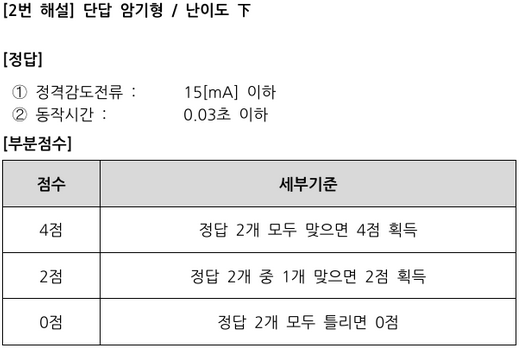 [2번 해설] 단답 암기형 / 난이도 下
[정답]
① 정격감도전류 : 15[mA] 이하
② 동작시간 : 0.03초 이하
[부분점수]
점수 세부기준
4점 정답 2개 모두 맞으면 4점 획득
2점 정답 2개 중 1개 맞으면 2점 획득
0점 정답 2개 모두 틀리면 0점